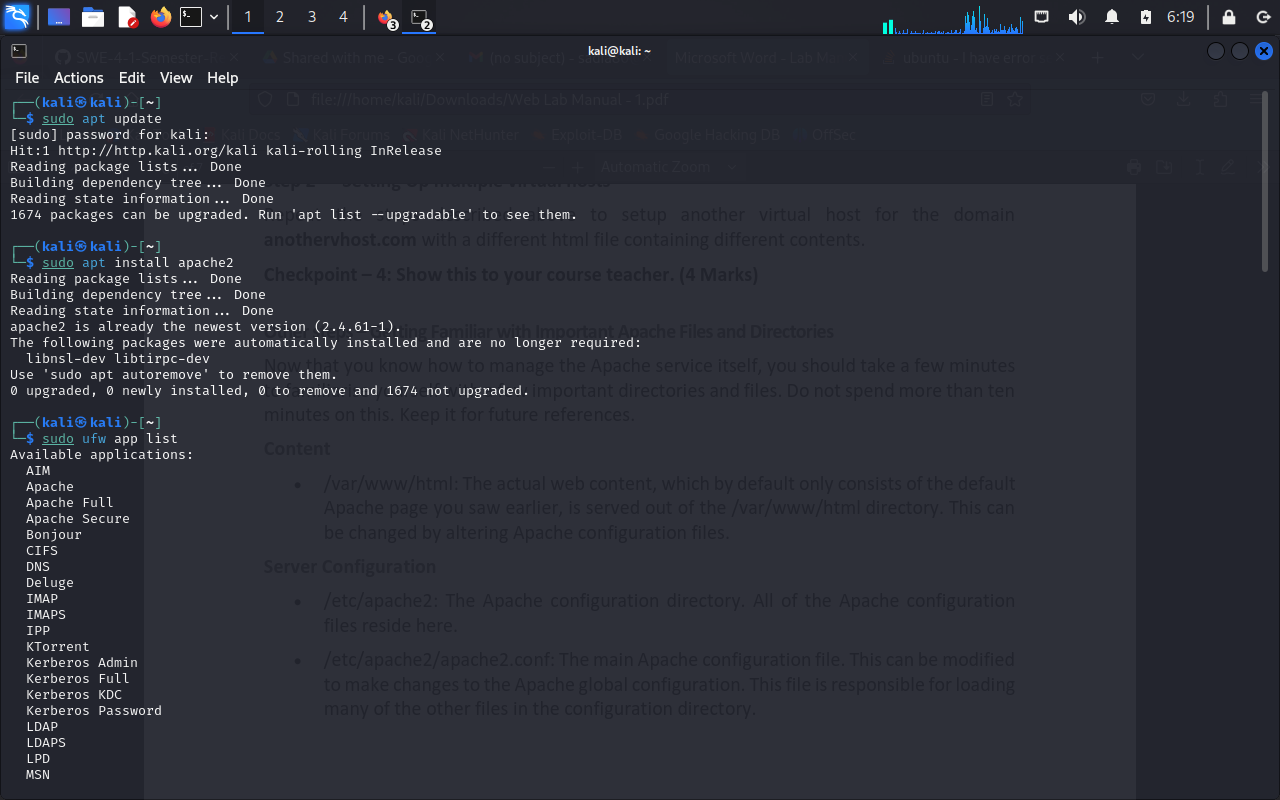 1 2 3 4 3 2 6:19
kali@kali: ~
SWE-4-1-Semester-F Shared with me - Goo (no subject) - Microsoft Word - Lab M ubuntu - I have error
File Actions Edit View Help
file:///home/kali/Downloads/Web Lab Manual - 1.pdf
Kali Docs Kali Forums Kali NetHunter Exploit-DB Google Hacking DB OffSec
Automatic Zoom
┌──(kali㉿kali)-[~]
└─$ sudo apt update
[sudo] password for kali:
Hit:1 http://http.kali.org/kali kali-rolling InRelease
Reading package lists... Done
Building dependency tree... Done
Reading state information... Done
1674 packages can be upgraded. Run 'apt list --upgradable' to see them.
┌──(kali㉿kali)-[~]
└─$ sudo apt install apache2
Reading package lists... Done
Building dependency tree... Done
Reading state information... Done
apache2 is already the newest version (2.4.61-1).
The following packages were automatically installed and are no longer required:
libnsl-dev libtirpc-dev
Use 'sudo apt autoremove' to remove them.
0 upgraded, 0 newly installed, 0 to remove and 1674 not upgraded.
┌──(kali㉿kali)-[~]
└─$ sudo ufw app list
Available applications:
AIM
Apache
Apache Full
Apache Secure
Bonjour
CIFS
DNS
Deluge
IMAP
IMAPS
IPP
KTorrent
Kerberos Admin
Kerberos Full
Kerberos KDC
Kerberos Password
LDAP
LDAPS
LPD
MSN
Setting Up Multiple Virtual Hosts
to setup another virtual host for the domain
anothervhost.com with a different html file containing different contents.
Checkpoint – 4: Show this to your course teacher. (4 Marks)
Familiar with Important Apache Files and Directories
Now that you know how to manage the Apache service itself, you should take a few minutes
important directories and files. Do not spend more than ten
minutes on this. Keep it for future references.
Content
• /var/www/html: The actual web content, which by default only consists of the default
Apache page you saw earlier, is served out of the /var/www/html directory. This can
be changed by altering Apache configuration files.
Server Configuration
• /etc/apache2: The Apache configuration directory. All of the Apache configuration
files reside here.
• /etc/apache2/apache2.conf: The main Apache configuration file. This can be modified
to make changes to the Apache global configuration. This file is responsible for loading
many of the other files in the configuration directory.